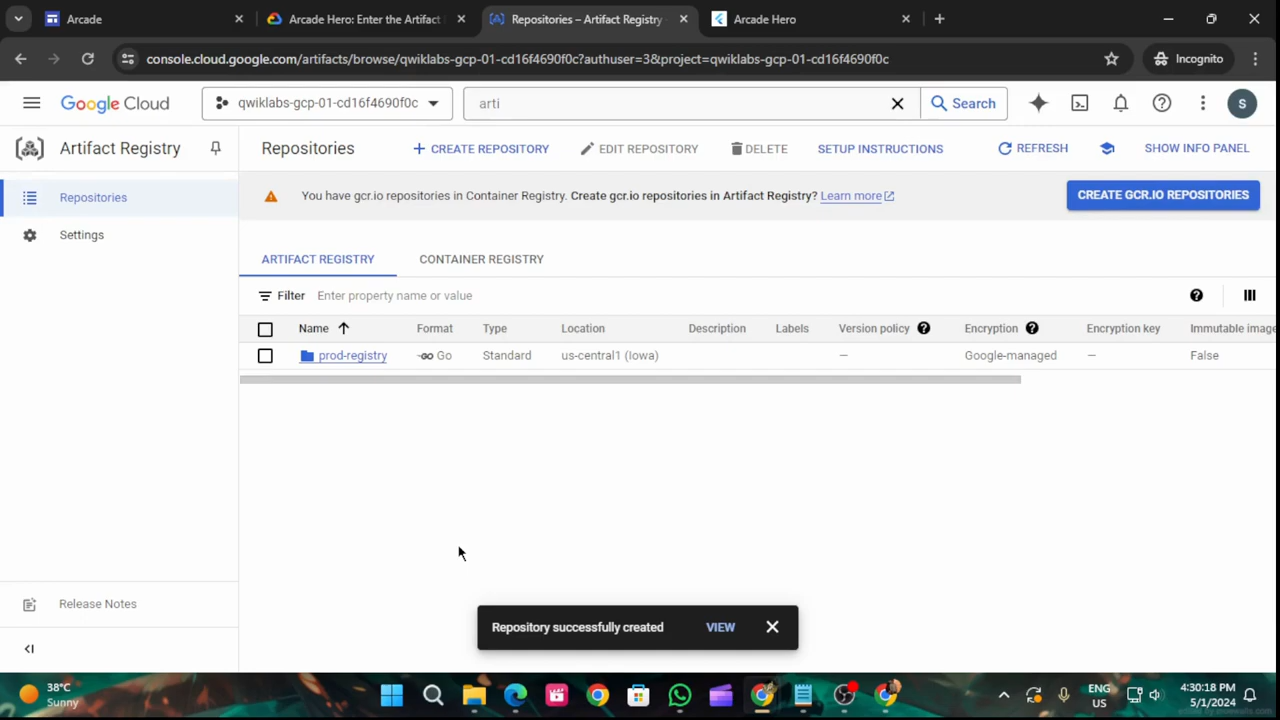 Arcade
Arcade Hero: Enter the Artifact
Repositories – Artifact Registry
Arcade Hero
console.cloud.google.com/artifacts/browse/qwiklabs-gcp-01-cd16f4690f0c?authuser=3&project=qwiklabs-gcp-01-cd16f4690f0c
Incognito
Google Cloud
qwiklabs-gcp-01-cd16f4690f0c
arti
Search
S
Artifact Registry
Repositories
CREATE REPOSITORY
EDIT REPOSITORY
DELETE
SETUP INSTRUCTIONS
REFRESH
SHOW INFO PANEL
Repositories
Settings
You have gcr.io repositories in Container Registry. Create gcr.io repositories in Artifact Registry? Learn more
CREATE GCR.IO REPOSITORIES
ARTIFACT REGISTRY
CONTAINER REGISTRY
Filter Enter property name or value
Name Format Type Location Description Labels Version policy Encryption Encryption key Immutable image
prod-registry GO Go Standard us-central1 (Iowa) — Google-managed — False
Release Notes
Repository successfully created VIEW
38°C
Sunny
ENG
US
4:30:18 PM
5/1/2024